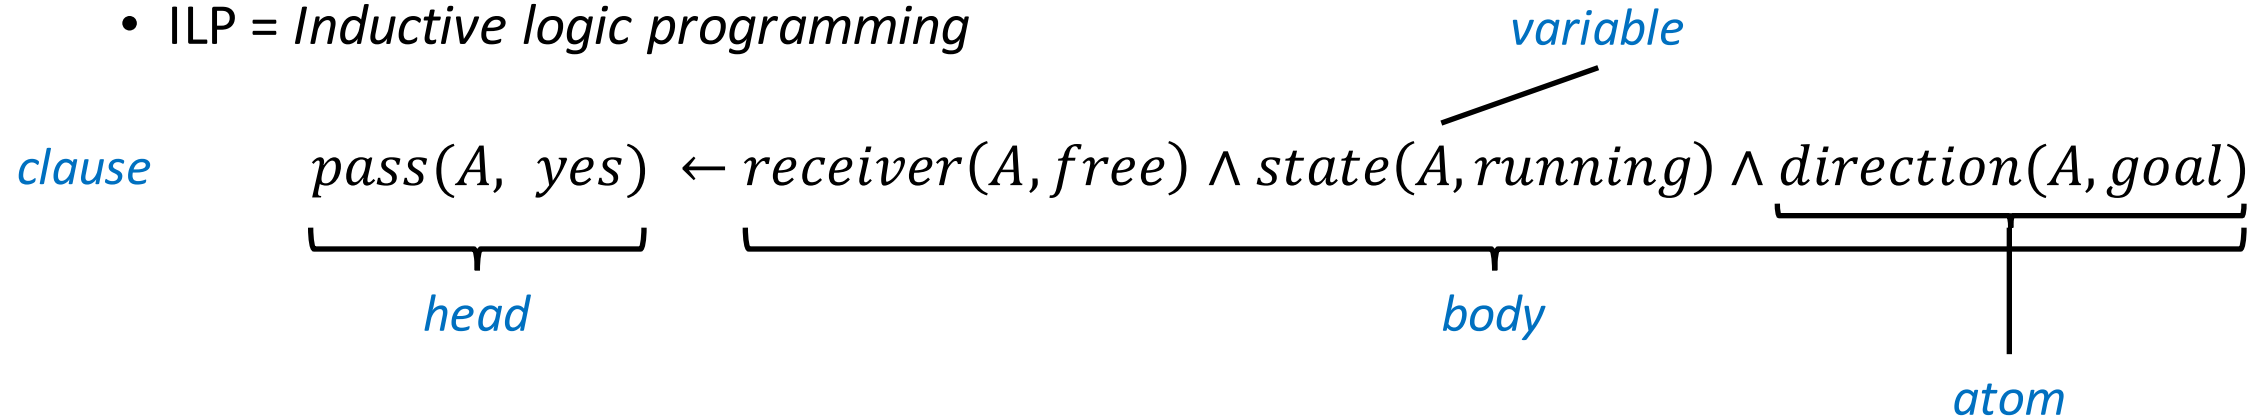 • ILP = Inductive logic programming
variable
clause
pass(A, yes) ← receiver(A, free) ∧ state(A, running) ∧ direction(A, goal)
head
body
atom